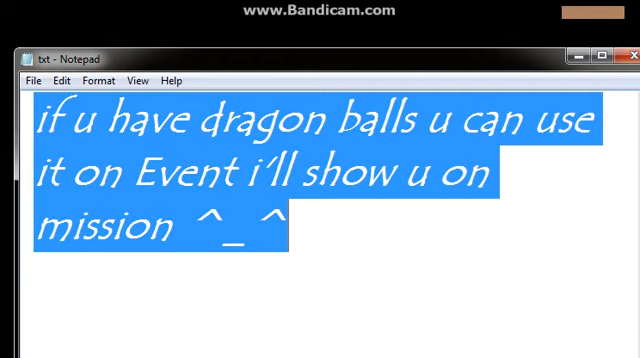 www.Bandicam.com
txt - Notepad
File Edit Format View Help
if u have dragon balls u can use
it on Event i'll show u on
mission ^_ ^